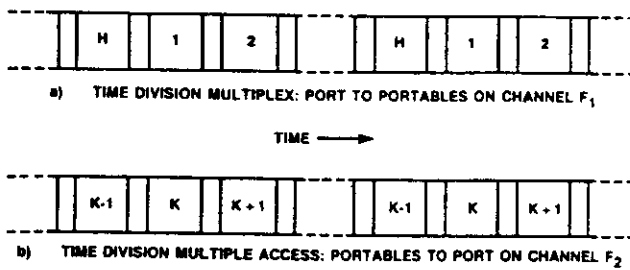 H 1 2 H 1 2
a) TIME DIVISION MULTIPLEX: PORT TO PORTABLES ON CHANNEL F₁
TIME
K-1 K K + 1 K-1 K K + 1
b) TIME DIVISION MULTIPLE ACCESS: PORTABLES TO PORT ON CHANNEL F₂